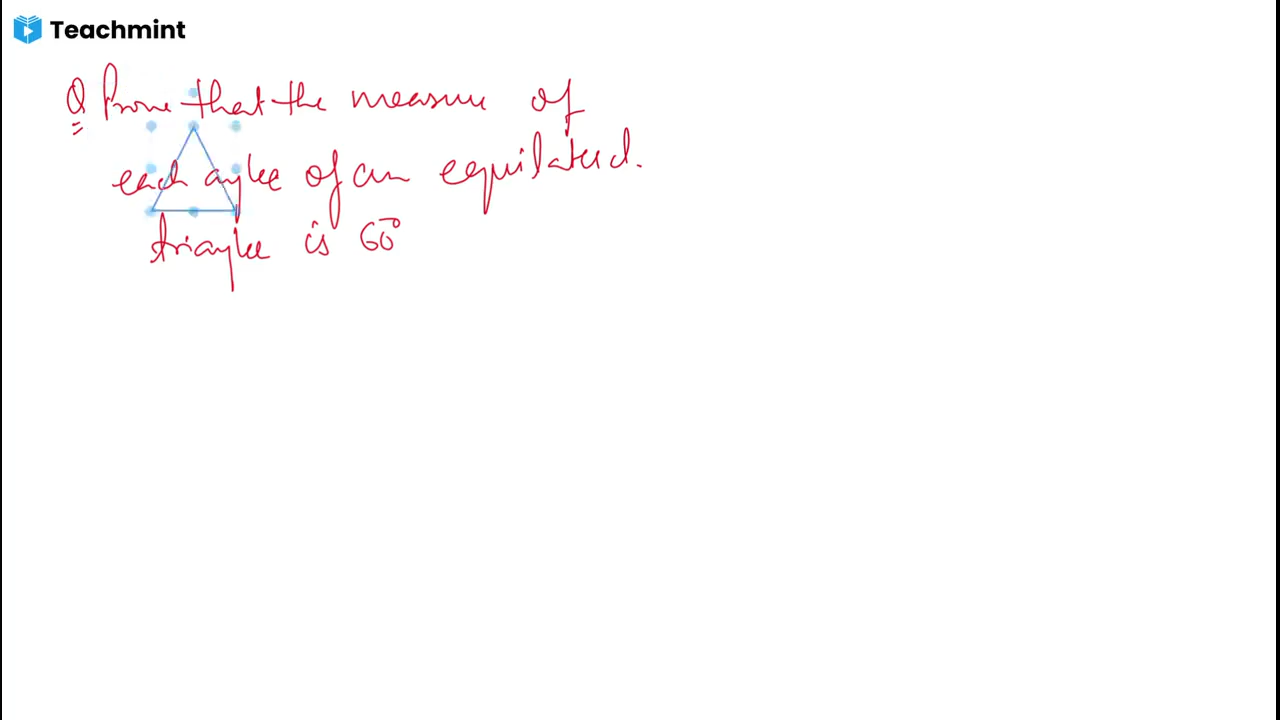 Teachmint
Q Prove that the measure of
each angle of an equilateral.
triangle is 60°